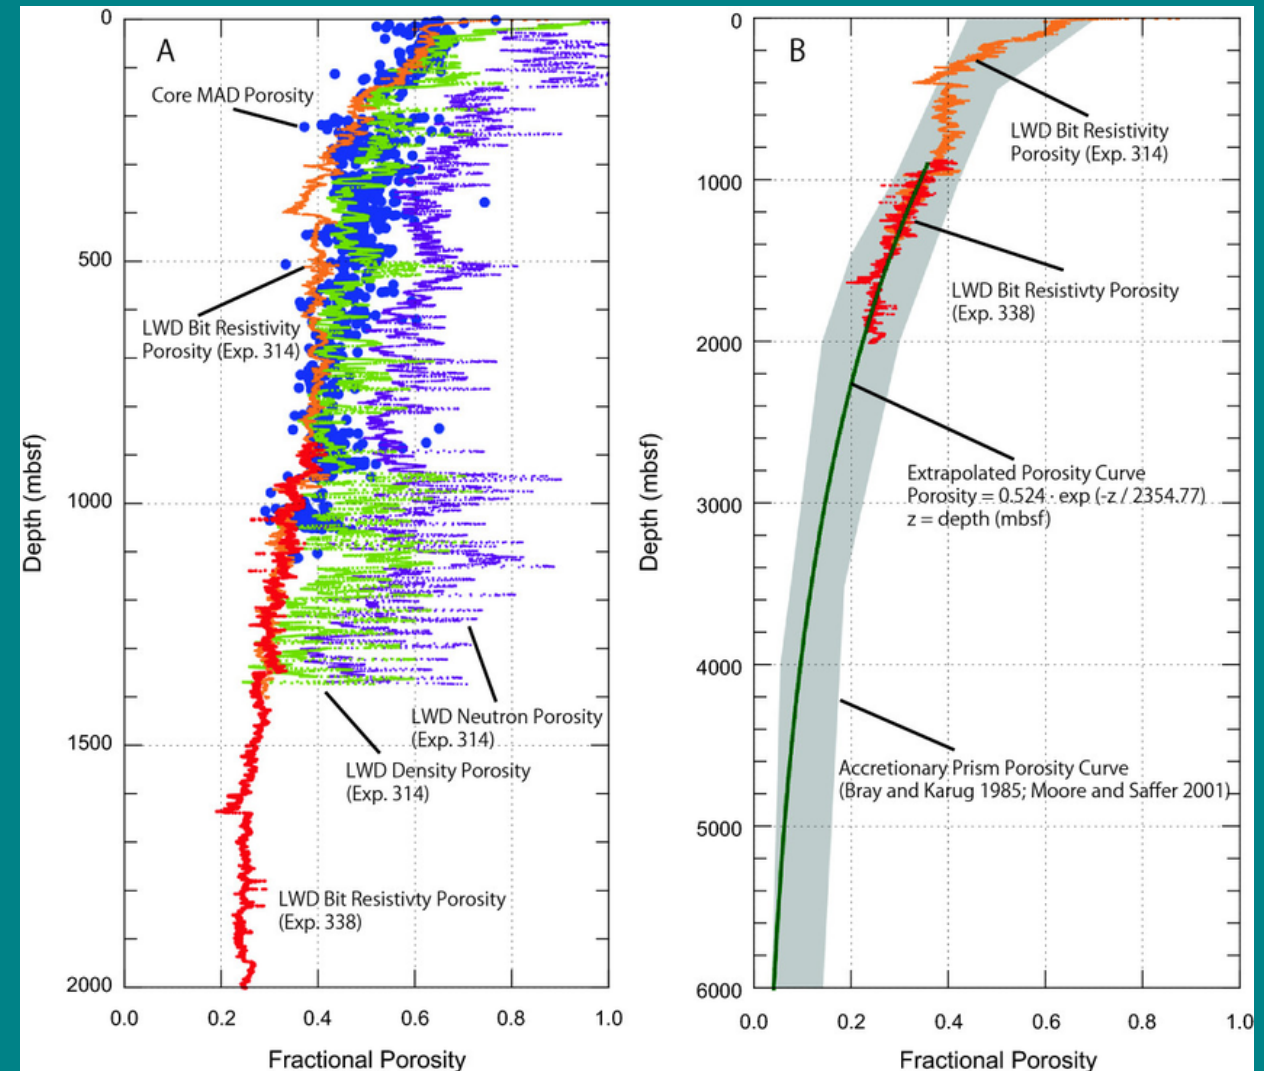 A
Core MAD Porosity
LWD Bit Resistivity
Porosity (Exp. 314)
LWD Neutron Porosity
(Exp. 314)
LWD Density Porosity
(Exp. 314)
LWD Bit Resistivty Porosity
(Exp. 338)
0
500
1000
1500
2000
Depth (mbsf)
0.0 0.2 0.4 0.6 0.8 1.0
Fractional Porosity
B
LWD Bit Resistivity
Porosity (Exp. 314)
LWD Bit Resistivty Porosity
(Exp. 338)
Extrapolated Porosity Curve
Porosity = 0.524 · exp (-z / 2354.77)
z = depth (mbsf)
Accretionary Prism Porosity Curve
(Bray and Karug 1985; Moore and Saffer 2001)
0
1000
2000
3000
4000
5000
6000
Depth (mbsf)
0.0 0.2 0.4 0.6 0.8 1.0
Fractional Porosity